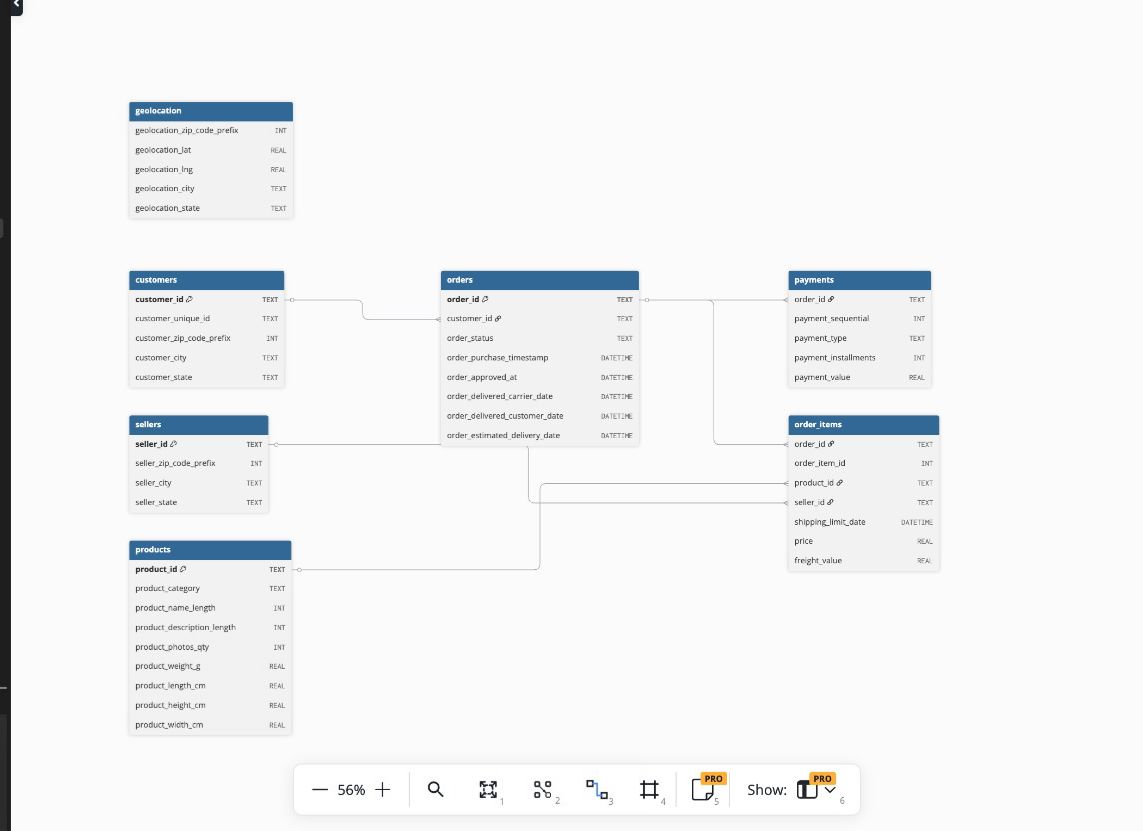 geolocation
geolocation_zip_code_prefix INT
geolocation_lat REAL
geolocation_lng REAL
geolocation_city TEXT
geolocation_state TEXT
customers
customer_id TEXT
customer_unique_id TEXT
customer_zip_code_prefix INT
customer_city TEXT
customer_state TEXT
orders
order_id TEXT
customer_id TEXT
order_status TEXT
order_purchase_timestamp DATETIME
order_approved_at DATETIME
order_delivered_carrier_date DATETIME
order_delivered_customer_date DATETIME
order_estimated_delivery_date DATETIME
payments
order_id TEXT
payment_sequential INT
payment_type TEXT
payment_installments INT
payment_value REAL
sellers
seller_id TEXT
seller_zip_code_prefix INT
seller_city TEXT
seller_state TEXT
order_items
order_id TEXT
order_item_id INT
product_id TEXT
seller_id TEXT
shipping_limit_date DATETIME
price REAL
freight_value REAL
products
product_id TEXT
product_category TEXT
product_name_length INT
product_description_length INT
product_photos_qty INT
product_weight_g REAL
product_length_cm REAL
product_height_cm REAL
product_width_cm REAL
56% 1 2 3 4 PRO 5 Show: PRO 6